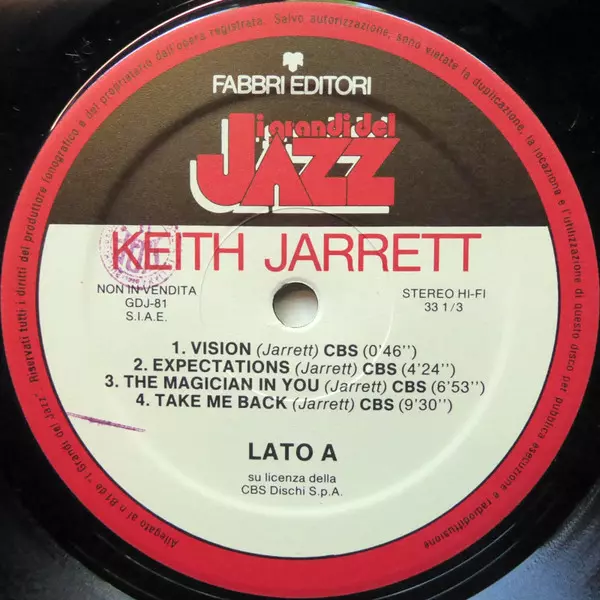 Allegato al n. 81 de "I Grandi del Jazz" Riservati tutti i diritti del produttore fonografico e del proprietario dall'opera registrata. Salvo autorizzazione, sono vietate la duplicazione, la locazione e l'utilizzazione di questo disco per pubblica esecuzione e radiodiffusione
FABBRI EDITORI
i grandi del
JAZZ
KEITH JARRETT
NON IN VENDITA
GDJ-81
S.I.A.E.
STEREO HI-FI
33 1/3
1. VISION (Jarrett) CBS (0'46'')
2. EXPECTATIONS (Jarrett) CBS (4'24'')
3. THE MAGICIAN IN YOU (Jarrett) CBS (6'53'')
4. TAKE ME BACK (Jarrett) CBS (9'30'')
LATO A
su licenza della
CBS Dischi S.p.A.